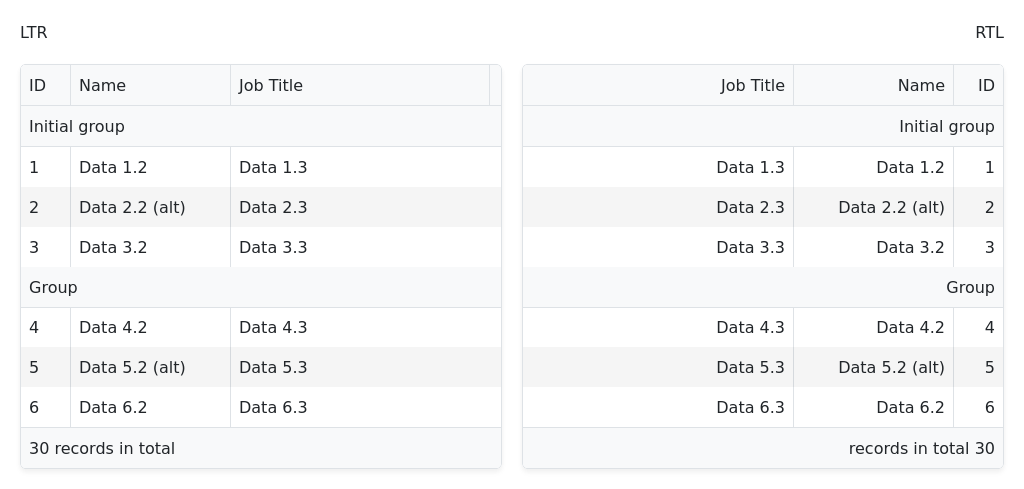 LTR
ID Name Job Title
Initial group
1 Data 1.2 Data 1.3
2 Data 2.2 (alt) Data 2.3
3 Data 3.2 Data 3.3
Group
4 Data 4.2 Data 4.3
5 Data 5.2 (alt) Data 5.3
6 Data 6.2 Data 6.3
30 records in total
RTL
Job Title Name ID
Initial group
Data 1.3 Data 1.2 1
Data 2.3 Data 2.2 (alt) 2
Data 3.3 Data 3.2 3
Group
Data 4.3 Data 4.2 4
Data 5.3 Data 5.2 (alt) 5
Data 6.3 Data 6.2 6
records in total 30